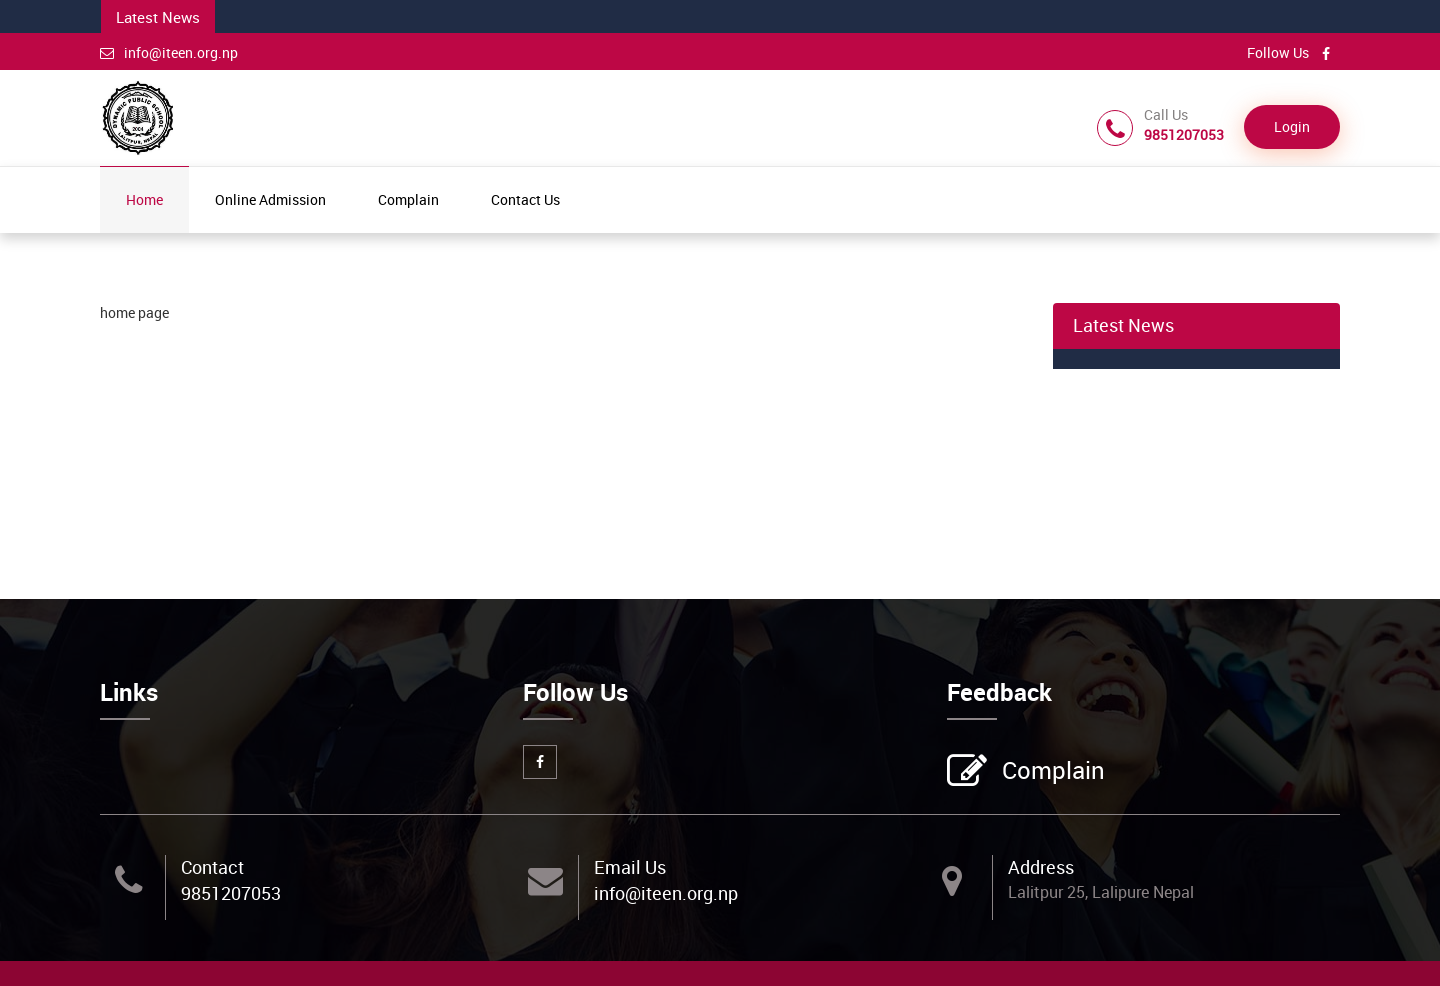 Latest News
info@iteen.org.np
Follow Us
DYNAMIC PUBLIC SCHOOL
2004
LALITPUR, NEPAL
Call Us
9851207053
Login
Home
Online Admission
Complain
Contact Us
home page
Latest News
Links
Follow Us
Feedback
Complain
Contact
9851207053
Email Us
info@iteen.org.np
Address
Lalitpur 25, Lalipure Nepal